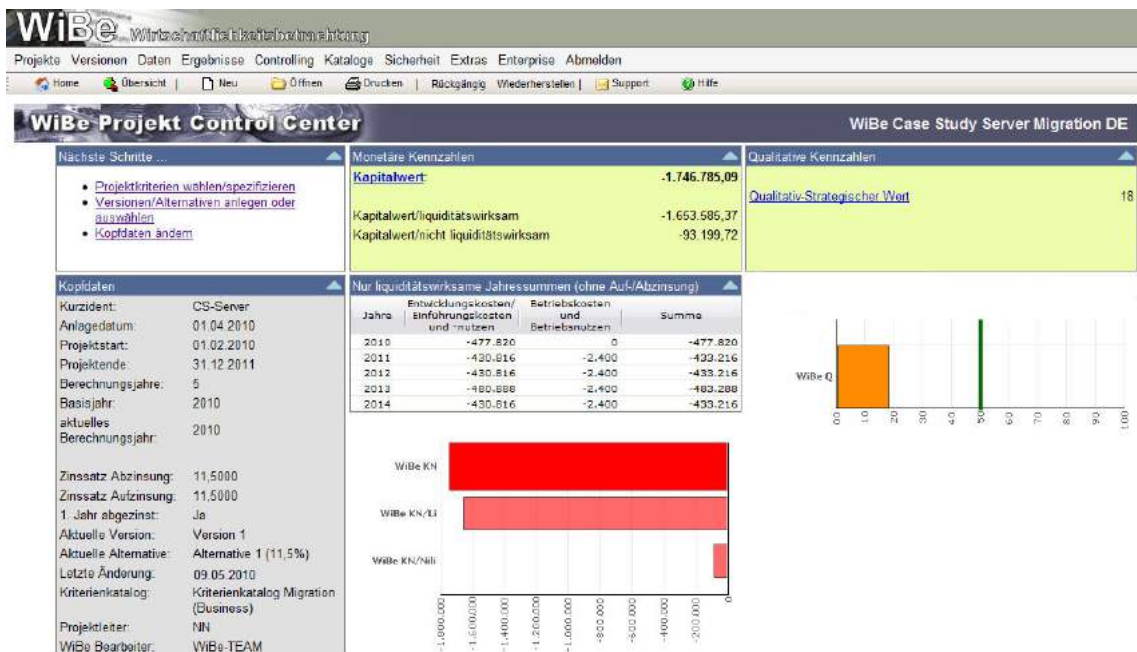 WiBe Wirtschaftlichkeitsbetrachtung
Projekte Versionen Daten Ergebnisse Controlling Kataloge Sicherheit Extras Enterprise Abmelden
Home Übersicht | Neu Öffnen Drucken | Rückgängig Wiederherstellen | Support Hilfe
WiBe Projekt Control Center
WiBe Case Study Server Migration DE
Nächste Schritte ...
Projektkriterien wählen/spezifizieren
Versionen/Alternativen anlegen oder
auswählen
Kopfdaten ändern
Monetäre Kennzahlen
Kapitalwert: -1.746.785,09
Kapitalwert/liquiditätswirksam -1.653.585,37
Kapitalwert/nicht liquiditätswirksam -93.199,72
Qualitative Kennzahlen
Qualitativ-Strategischer Wert 18
Kopfdaten
Kurzident: CS-Server
Anlagedatum: 01.04.2010
Projektstart: 01.02.2010
Projektende: 31.12.2011
Berechnungsjahre: 5
Basisjahr: 2010
aktuelles
Berechnungsjahr: 2010
Zinssatz Abzinsung: 11,5000
Zinssatz Aufzinsung: 11,5000
1. Jahr abgezinst: Ja
Aktuelle Version: Version 1
Aktuelle Alternative: Alternative 1 (11,5%)
Letzte Änderung: 09.05.2010
Kriterienkatalog: Kriterienkatalog Migration
(Business)
Projektleiter: NN
WiBe Bearbeiter: WiBe-TEAM
Nur liquiditätswirksame Jahressummen (ohne Auf-/Abzinsung)
Jahre Entwicklungskosten/ Einführungskosten und -nutzen Betriebskosten und Betriebsnutzen Summe
2010 -477.820 0 -477.820
2011 -430.816 -2.400 -433.216
2012 -430.816 -2.400 -433.216
2013 -480.888 -2.400 -483.288
2014 -430.816 -2.400 -433.216
WiBe KN
WiBe KN/Li
WiBe KN/Nili
-1.800.000 -1.600.000 -1.400.000 -1.200.000 -1.000.000 -800.000 -600.000 -400.000 -200.000 0
WiBe Q
00 10 20 30 40 50 60 70 80 90 100